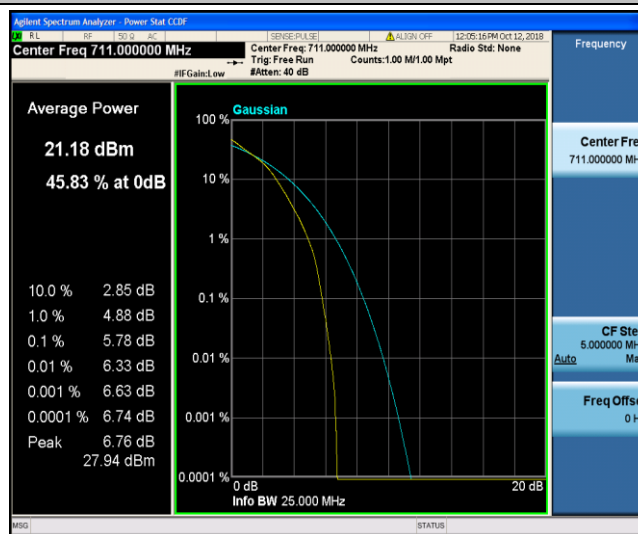 Agilent Spectrum Analyzer - Power Stat CCDF
RL RF 50 Ω AC SENSE:PULSE ALIGN OFF 12:05:16 PM Oct 12, 2018
Center Freq 711.000000 MHz Center Freq: 711.000000 MHz Radio Std: None Frequency
Trig: Free Run Counts:1.00 M/1.00 Mpt
#IFGain:Low #Atten: 40 dB
Average Power
21.18 dBm
45.83 % at 0dB
10.0 % 2.85 dB
1.0 % 4.88 dB
0.1 % 5.78 dB
0.01 % 6.33 dB
0.001 % 6.63 dB
0.0001 % 6.74 dB
Peak 6.76 dB
27.94 dBm
Gaussian
100 %
10 %
1 %
0.1 %
0.01 %
0.001 %
0.0001 %
0 dB 20 dB
Info BW 25.000 MHz
Center Fre
711.000000 MH
CF Ste
5.000000 MH
Auto Ma
Freq Offse
0 H
MSG STATUS